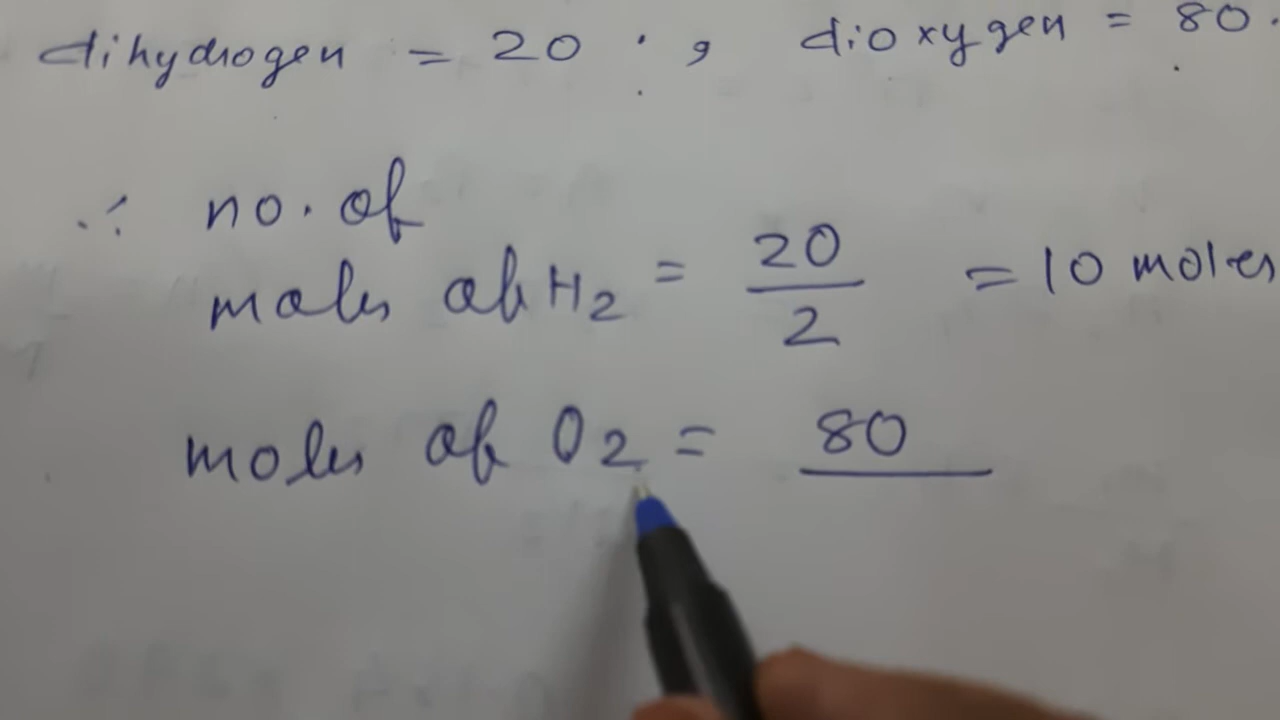 dihydrogen = 20 ; dioxygen = 80.
∴ no. of
moles of H2 = 20/2 = 10 moles
moles of O2 = 80